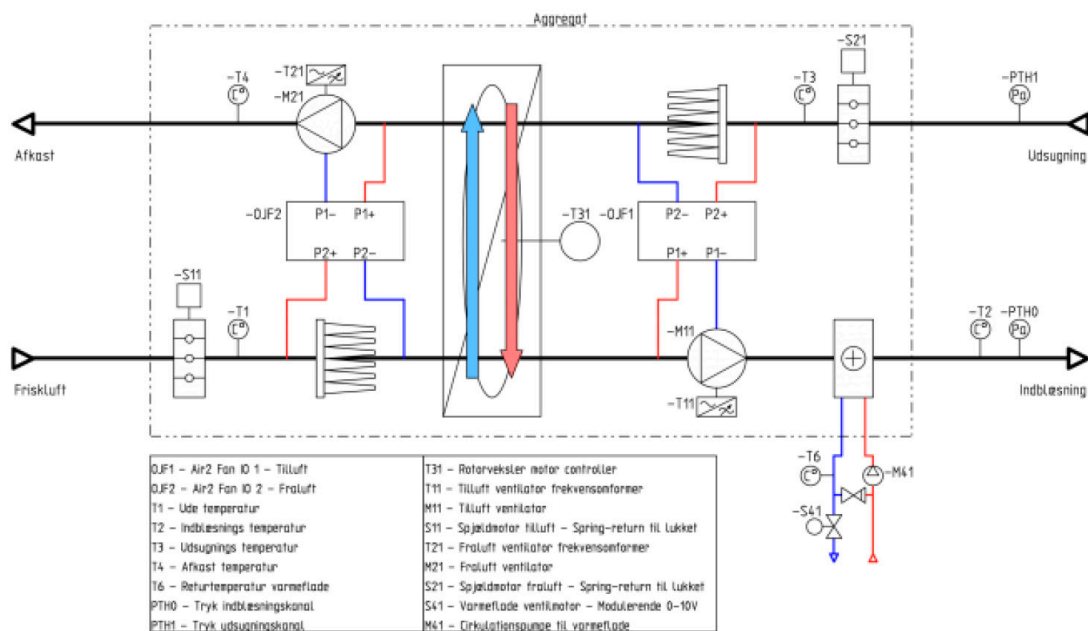 Aggregat
-S21
-T21
-T4
-M21
-T3
-PTH1
C°
C°
Pa
Afkast
Udsugning
-OJF2
P1- P1+
P2+ P2-
-T31
-OJF1
P2- P2+
P1+ P1-
-S11
-T1
C°
-M11
-T2
-PTH0
C°
Pa
Friskluft
-T11
Indblæsning
-T6
C°
-M41
-S41
OJF1 - Air2 Fan IO 1 - Tilluft
OJF2 - Air2 Fan IO 2 - Fraluft
T1 - Ude temperatur
T2 - Indblæsnings temperatur
T3 - Udsugnings temperatur
T4 - Afkast temperatur
T6 - Returtemperatur varmeflade
PTH0 - Tryk indblæsningskanal
PTH1 - Tryk udsugningskanal
T31 - Rotorveksler motor controller
T11 - Tilluft ventilator frekvensomformer
M11 - Tilluft ventilator
S11 - Spjældmotor tilluft - Spring-return til lukket
T21 - Fraluft ventilator frekvensomformer
M21 - Fraluft ventilator
S21 - Spjældmotor fraluft - Spring-return til lukket
S41 - Varmeflade ventilmotor - Modulerende 0-10V
M41 - Cirkulationspumpe til varmeflade